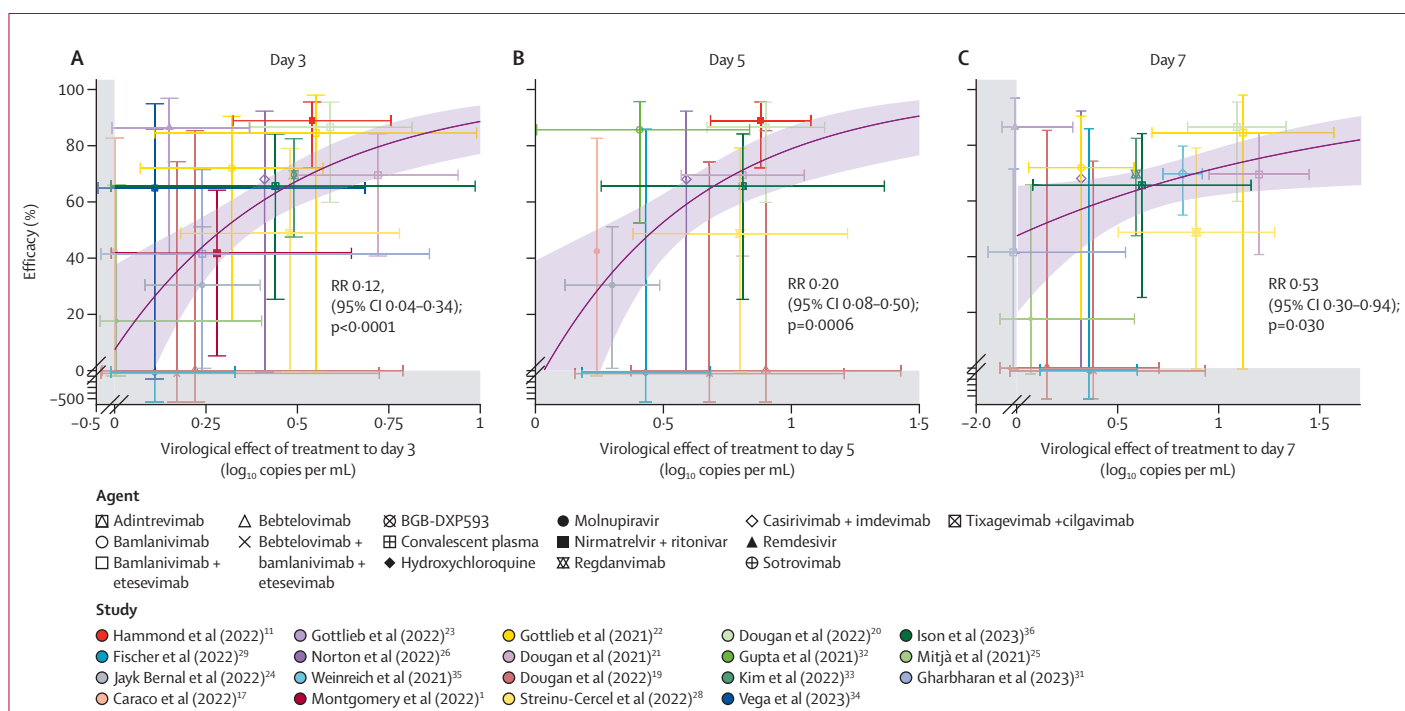 A
Day 3
B
Day 5
C
Day 7
Efficacy (%)
100
80
60
40
20
0
–500
RR 0·12,
(95% CI 0·04–0·34);
p<0·0001
RR 0·20
(95% CI 0·08–0·50);
p=0·0006
RR 0·53
(95% CI 0·30–0·94);
p=0·030
–0·5 0 0·25 0·5 0·75 1
0 0·5 1 1·5
–2·0 0 0·5 1 1·5
Virological effect of treatment to day 3
(log10 copies per mL)
Virological effect of treatment to day 5
(log10 copies per mL)
Virological effect of treatment to day 7
(log10 copies per mL)
Agent
Adintrevimab
Bamlanivimab
Bamlanivimab +
etesevimab
Bebtelovimab
Bebtelovimab +
bamlanivimab +
etesevimab
BGB-DXP593
Convalescent plasma
Hydroxychloroquine
Molnupiravir
Nirmatrelvir + ritonivar
Regdanvimab
Casirivimab + imdevimab
Remdesivir
Sotrovimab
Tixagevimab +cilgavimab
Study
Hammond et al (2022)11
Fischer et al (2022)29
Jayk Bernal et al (2022)24
Caraco et al (2022)17
Gottlieb et al (2022)23
Norton et al (2022)26
Weinreich et al (2021)35
Montgomery et al (2022)1
Gottlieb et al (2021)22
Dougan et al (2021)21
Dougan et al (2022)19
Streinu-Cercel et al (2022)28
Dougan et al (2022)20
Gupta et al (2021)32
Kim et al (2022)33
Vega et al (2023)34
Ison et al (2023)36
Mitjà et al (2021)25
Gharbharan et al (2023)31